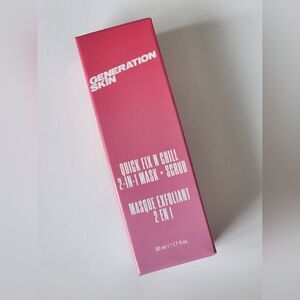 GENERATION
SKIN
QUICK FIX N CHILL
2-IN-1 MASK + SCRUB
MASQUE EXFOLIANT
2 EN 1
50 ml e 1.7 fl.oz.